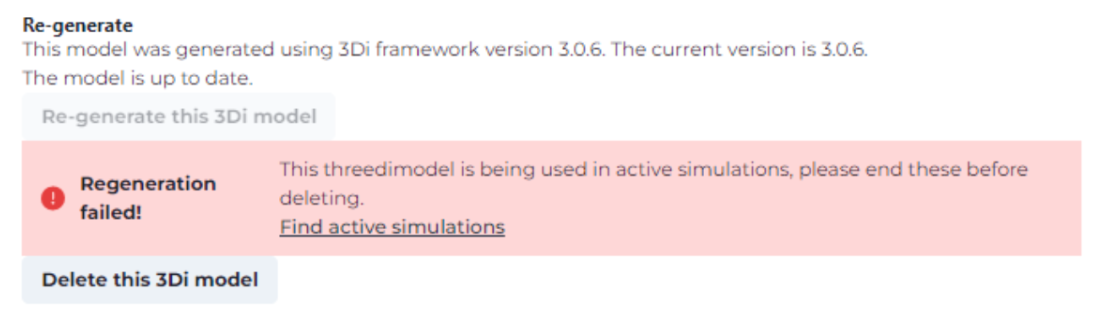 Re-generate
This model was generated using 3Di framework version 3.0.6. The current version is 3.0.6.
The model is up to date.
Re-generate this 3Di model
Regeneration failed!
This threedimodel is being used in active simulations, please end these before
deleting.
Find active simulations
Delete this 3Di model